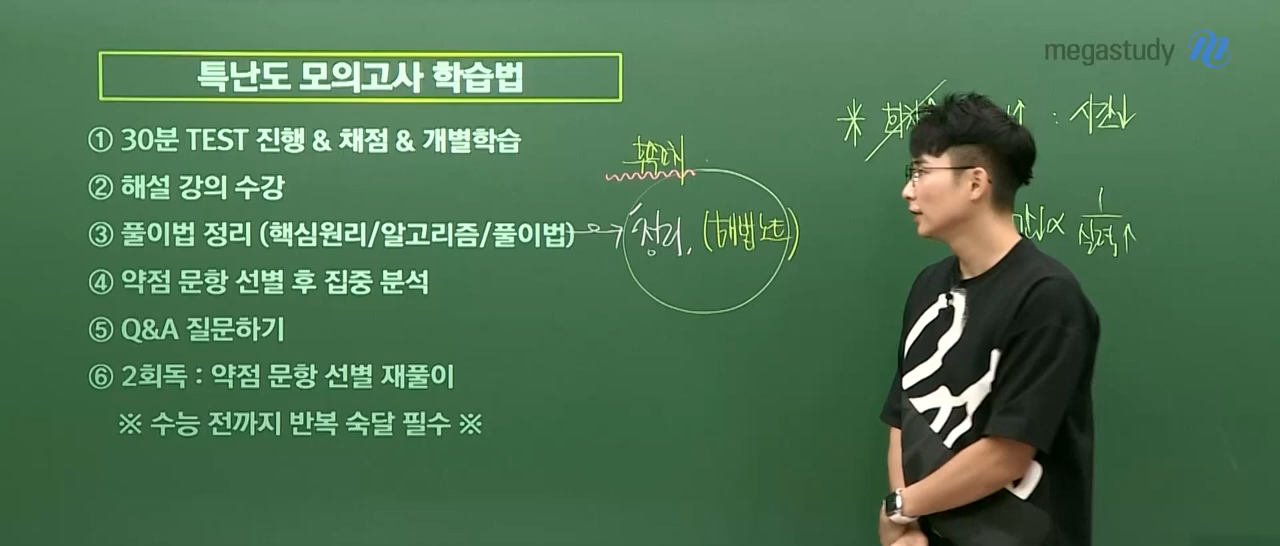 megastudy
특난도 모의고사 학습법
① 30분 TEST 진행 & 채점 & 개별학습
② 해설 강의 수강
③ 풀이법 정리 (핵심원리/알고리즘/풀이법)
정리. (해법노트)
④ 약점 문항 선별 후 집중 분석
⑤ Q&A 질문하기
⑥ 2회독 : 약점 문항 선별 재풀이
※ 수능 전까지 반복 숙달 필수 ※
: 시간↓
∝ 1
실력↑